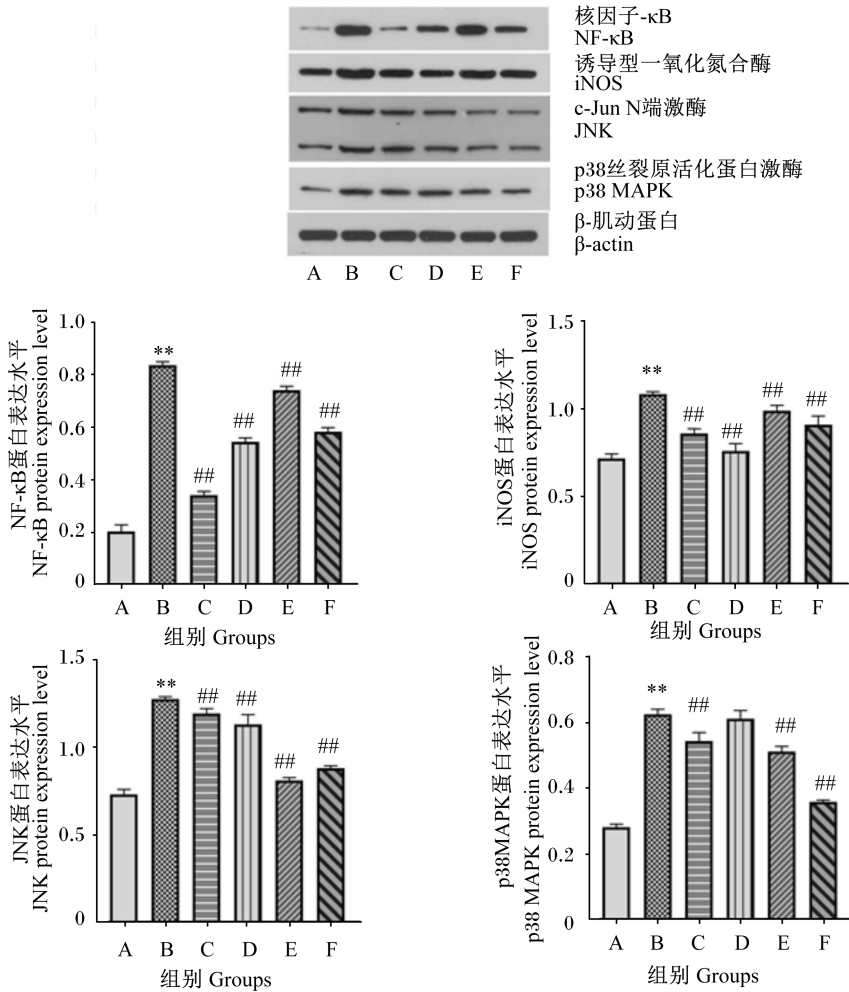 核因子-κB
NF-κB
诱导型一氧化氮合酶
iNOS
c-Jun N端激酶
JNK
p38丝裂原活化蛋白激酶
p38 MAPK
β-肌动蛋白
β-actin
A B C D E F
NF-κB蛋白表达水平
NF-κB protein expression level
1.0
0.8
0.6
0.4
0.2
0
**
##
##
##
##
A B C D E F
组别 Groups
iNOS蛋白表达水平
iNOS protein expression level
1.5
1.0
0.5
0
**
##
##
##
##
A B C D E F
组别 Groups
JNK蛋白表达水平
JNK protein expression level
1.5
1.0
0.5
0
**
##
##
##
##
A B C D E F
组别 Groups
p38MAPK蛋白表达水平
p38 MAPK protein expression level
0.8
0.6
0.4
0.2
0
**
##
##
##
A B C D E F
组别 Groups